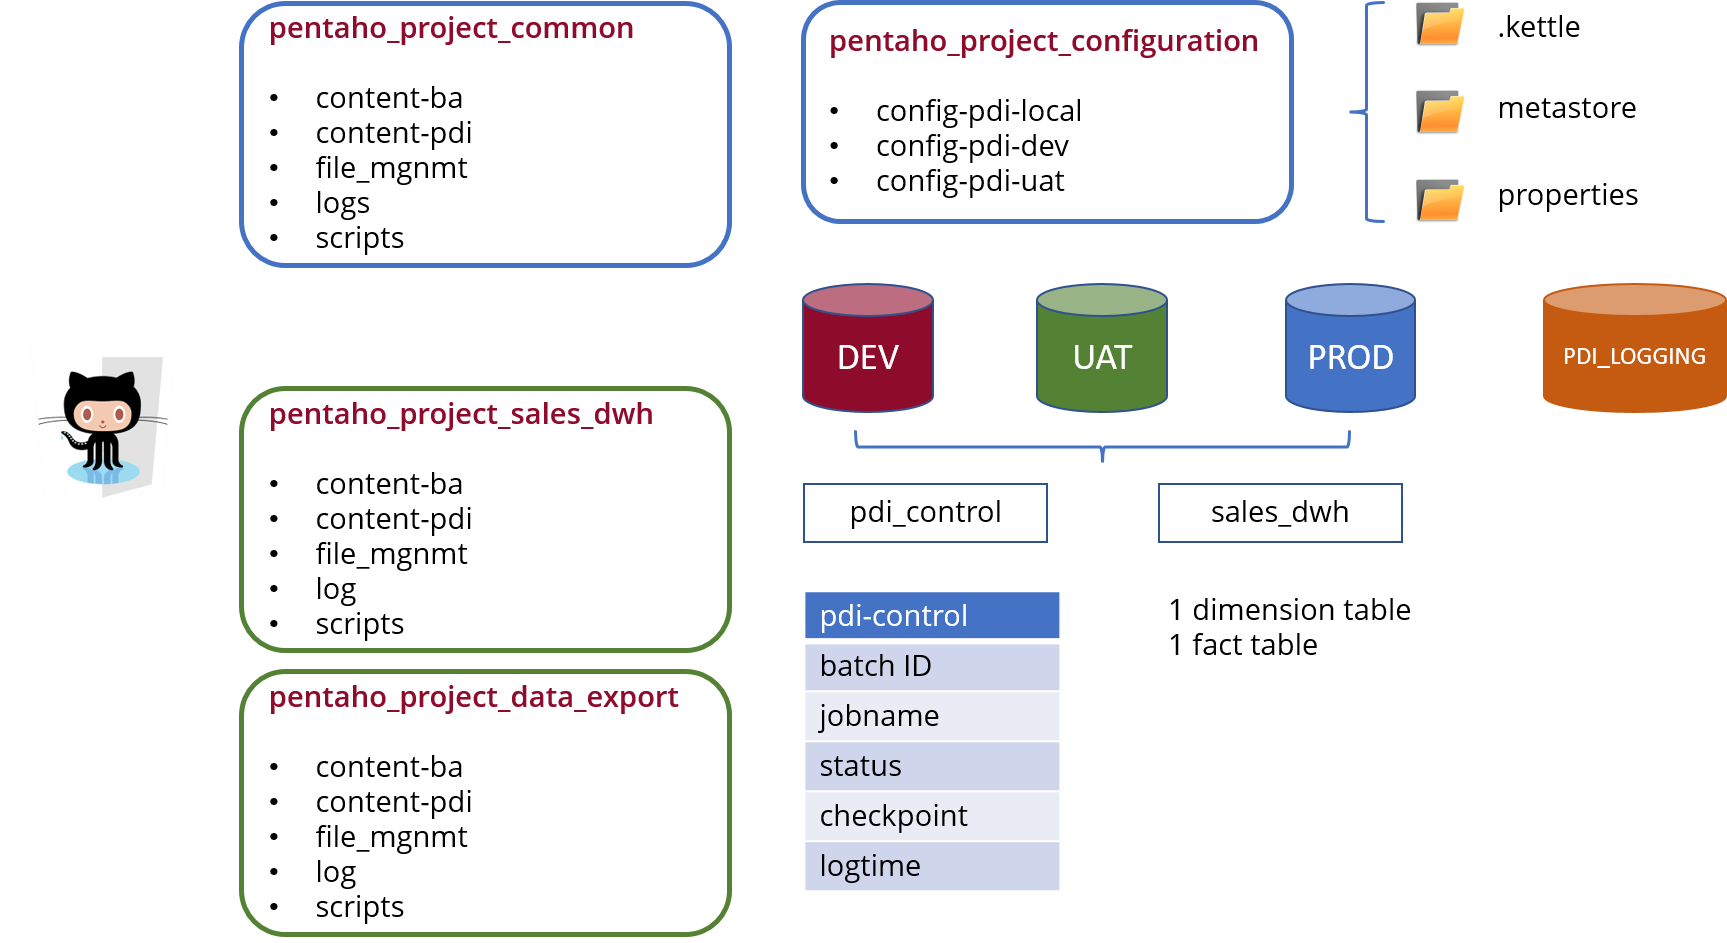 pentaho_project_common
• content-ba
• content-pdi
• file_mgnmt
• logs
• scripts
pentaho_project_configuration
• config-pdi-local
• config-pdi-dev
• config-pdi-uat
.kettle
metastore
properties
DEV
UAT
PROD
PDI_LOGGING
pentaho_project_sales_dwh
• content-ba
• content-pdi
• file_mgnmt
• log
• scripts
pdi_control
sales_dwh
pdi-control
batch ID
jobname
status
checkpoint
logtime
1 dimension table
1 fact table
pentaho_project_data_export
• content-ba
• content-pdi
• file_mgnmt
• log
• scripts